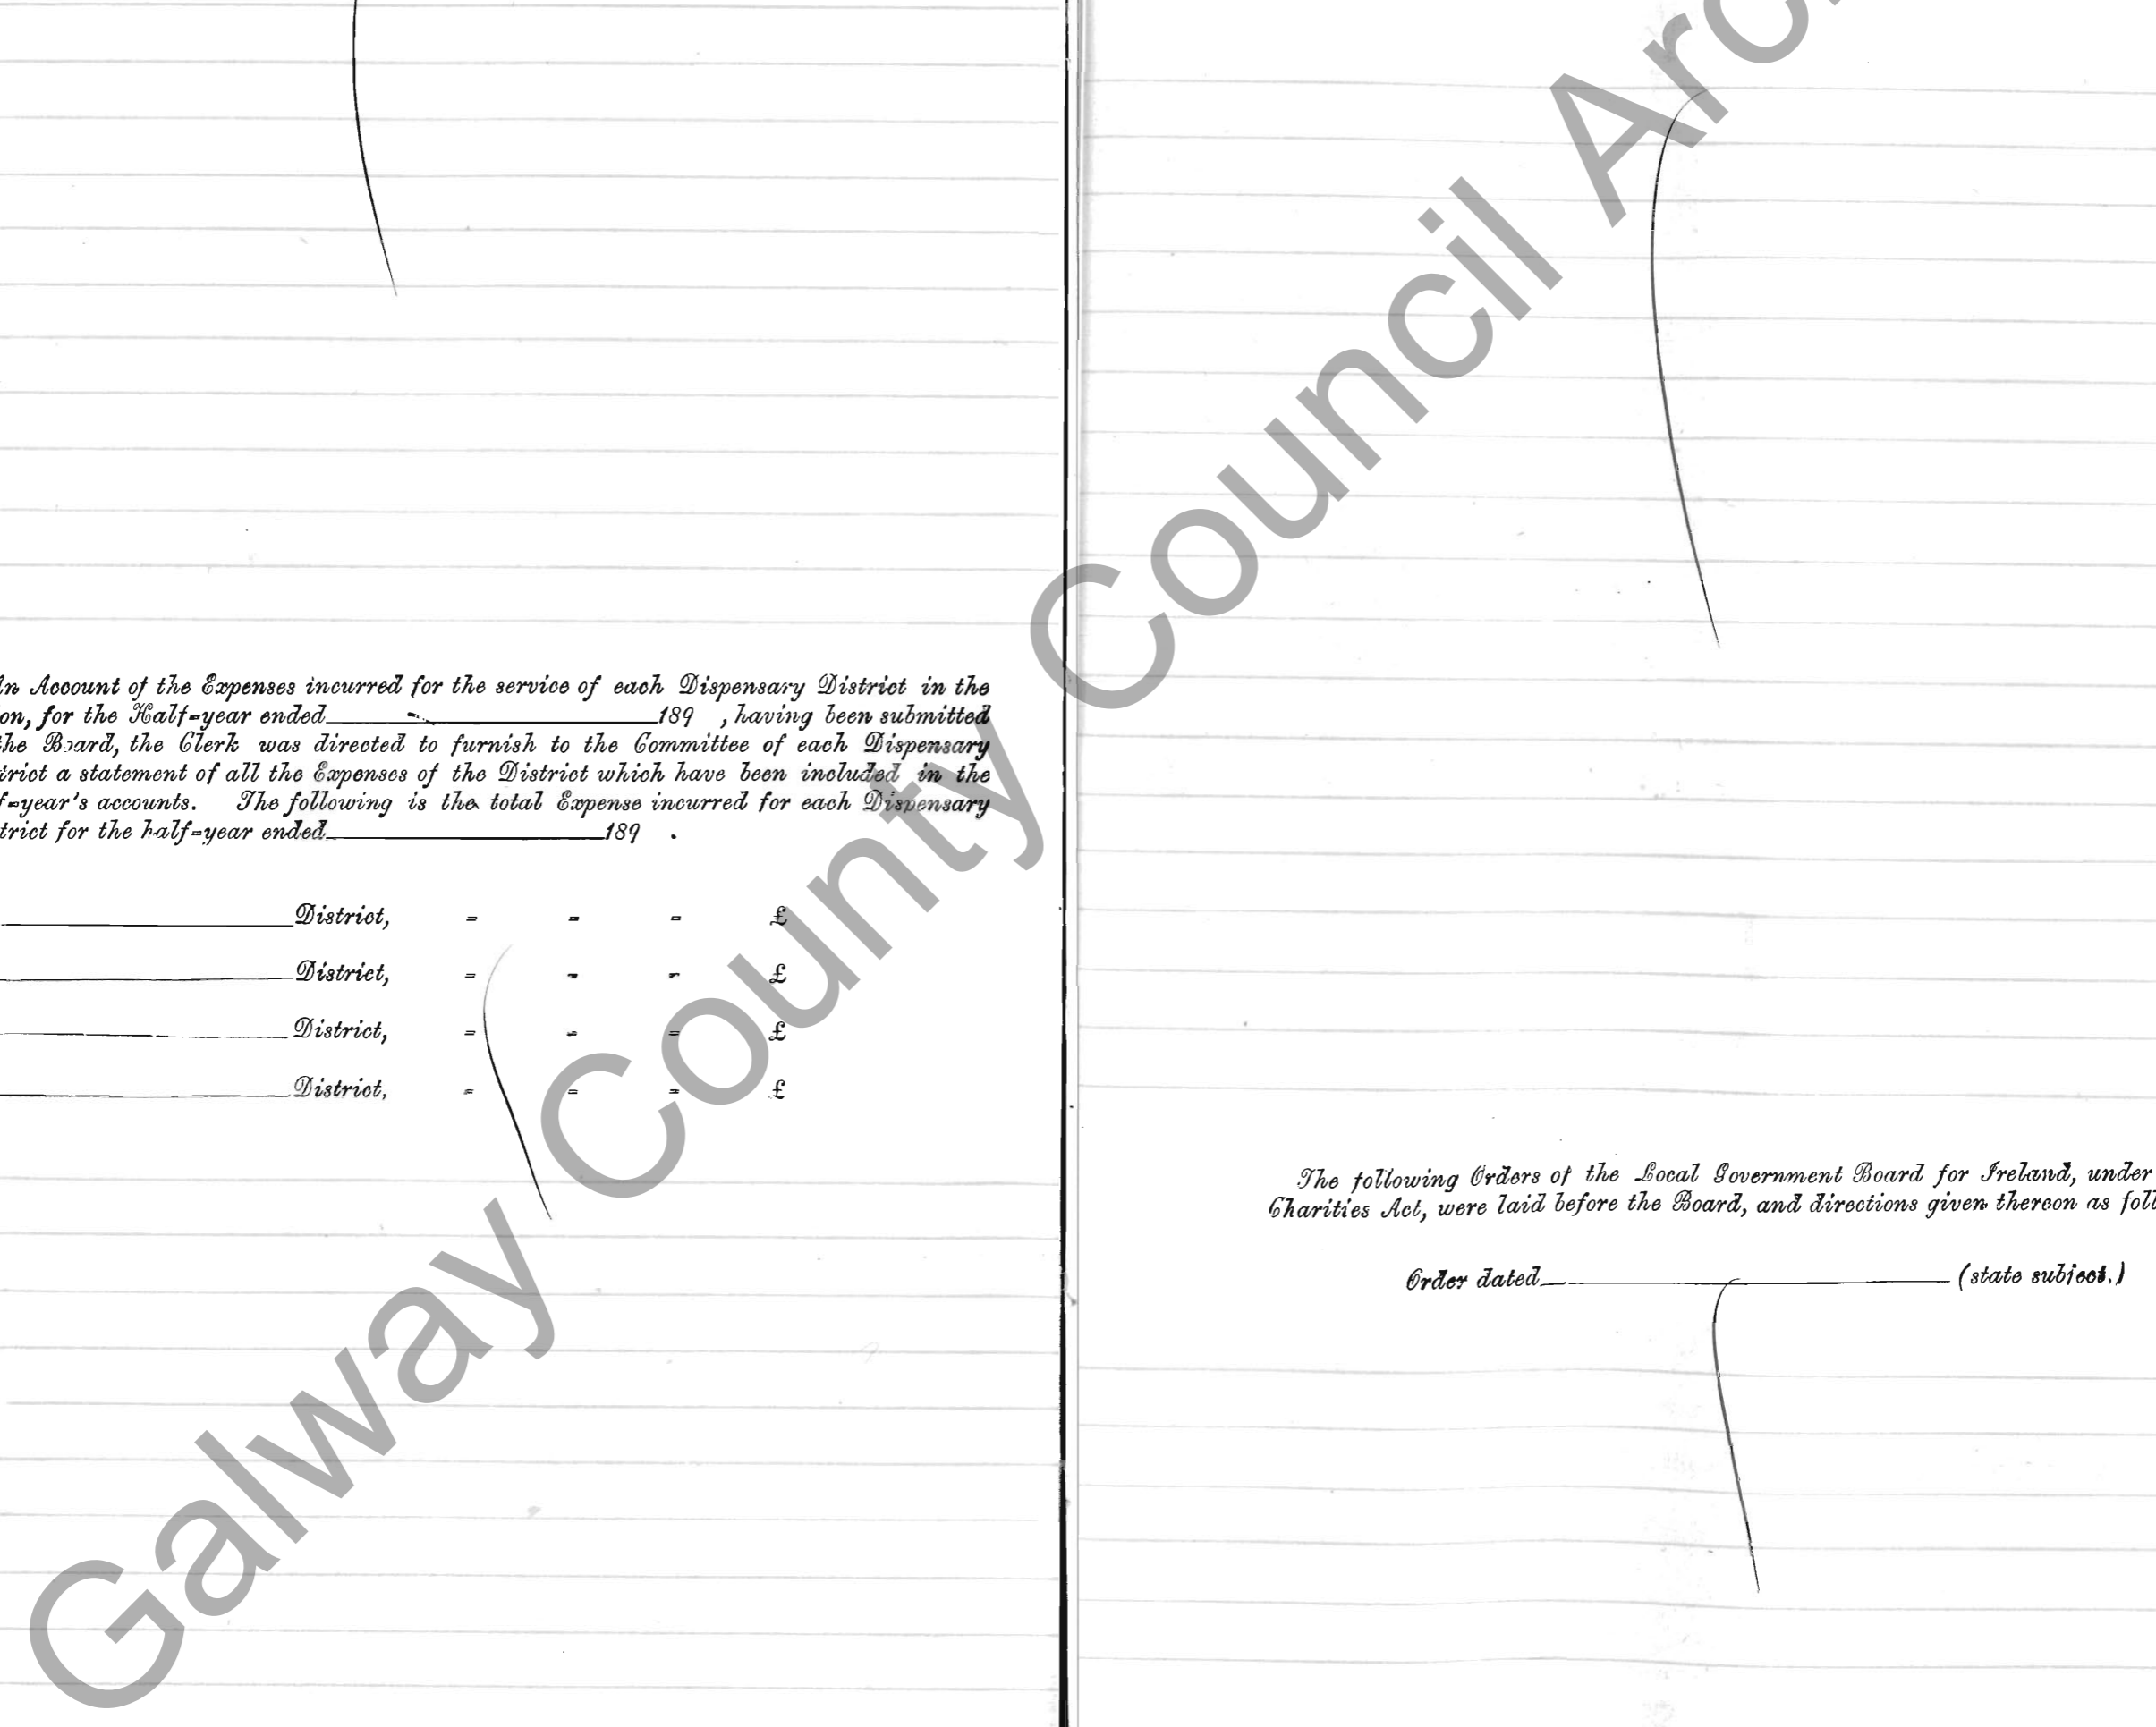 In Account of the Expenses incurred for the service of each Dispensary District in the
on, for the Half-year ended 189 , having been submitted
the Board, the Clerk was directed to furnish to the Committee of each Dispensary
trict a statement of all the Expenses of the District which have been included in the
f-year's accounts. The following is the total Expense incurred for each Dispensary
trict for the half-year ended 189 .
District, - - - £
District, - - - £
District, - - - £
District, - - - £
The following Orders of the Local Government Board for Ireland, under
Charities Act, were laid before the Board, and directions given thereon as foll
Order dated (state subject.)
Galway County Council Arc